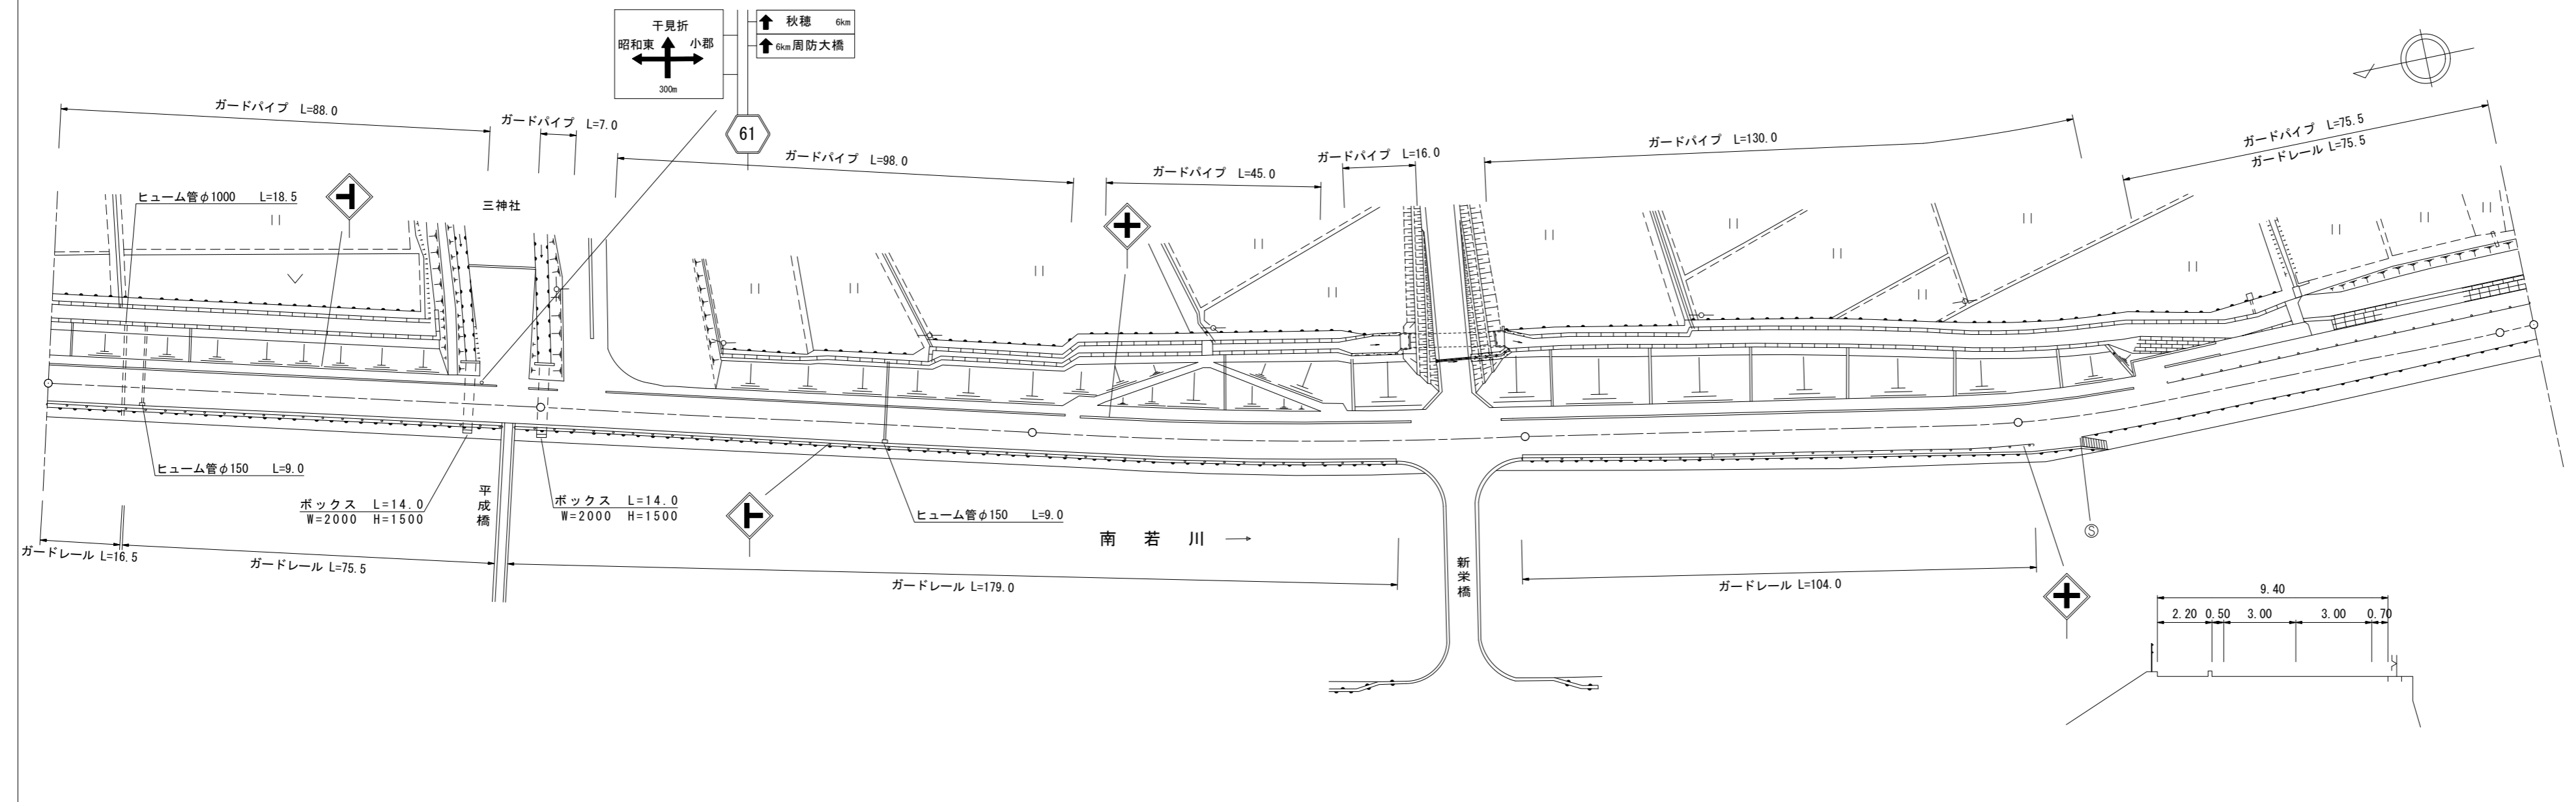 干見折
昭和東 小郡
300m
秋穂 6km
6km 周防大橋
61
ガードパイプ L=88.0
ガードパイプ L=7.0
ガードパイプ L=98.0
ガードパイプ L=45.0
ガードパイプ L=16.0
ガードパイプ L=130.0
ガードパイプ L=75.5
ガードレール L=75.5
ヒューム管φ1000 L=18.5
三神社
ヒューム管φ150 L=9.0
ボックス L=14.0
W=2000 H=1500
平成橋
ボックス L=14.0
W=2000 H=1500
ヒューム管φ150 L=9.0
南若川
新栄橋
Ⓢ
ガードレール L=16.5
ガードレール L=75.5
ガードレール L=179.0
ガードレール L=104.0
9.40
2.20 0.50 3.00 3.00 0.70